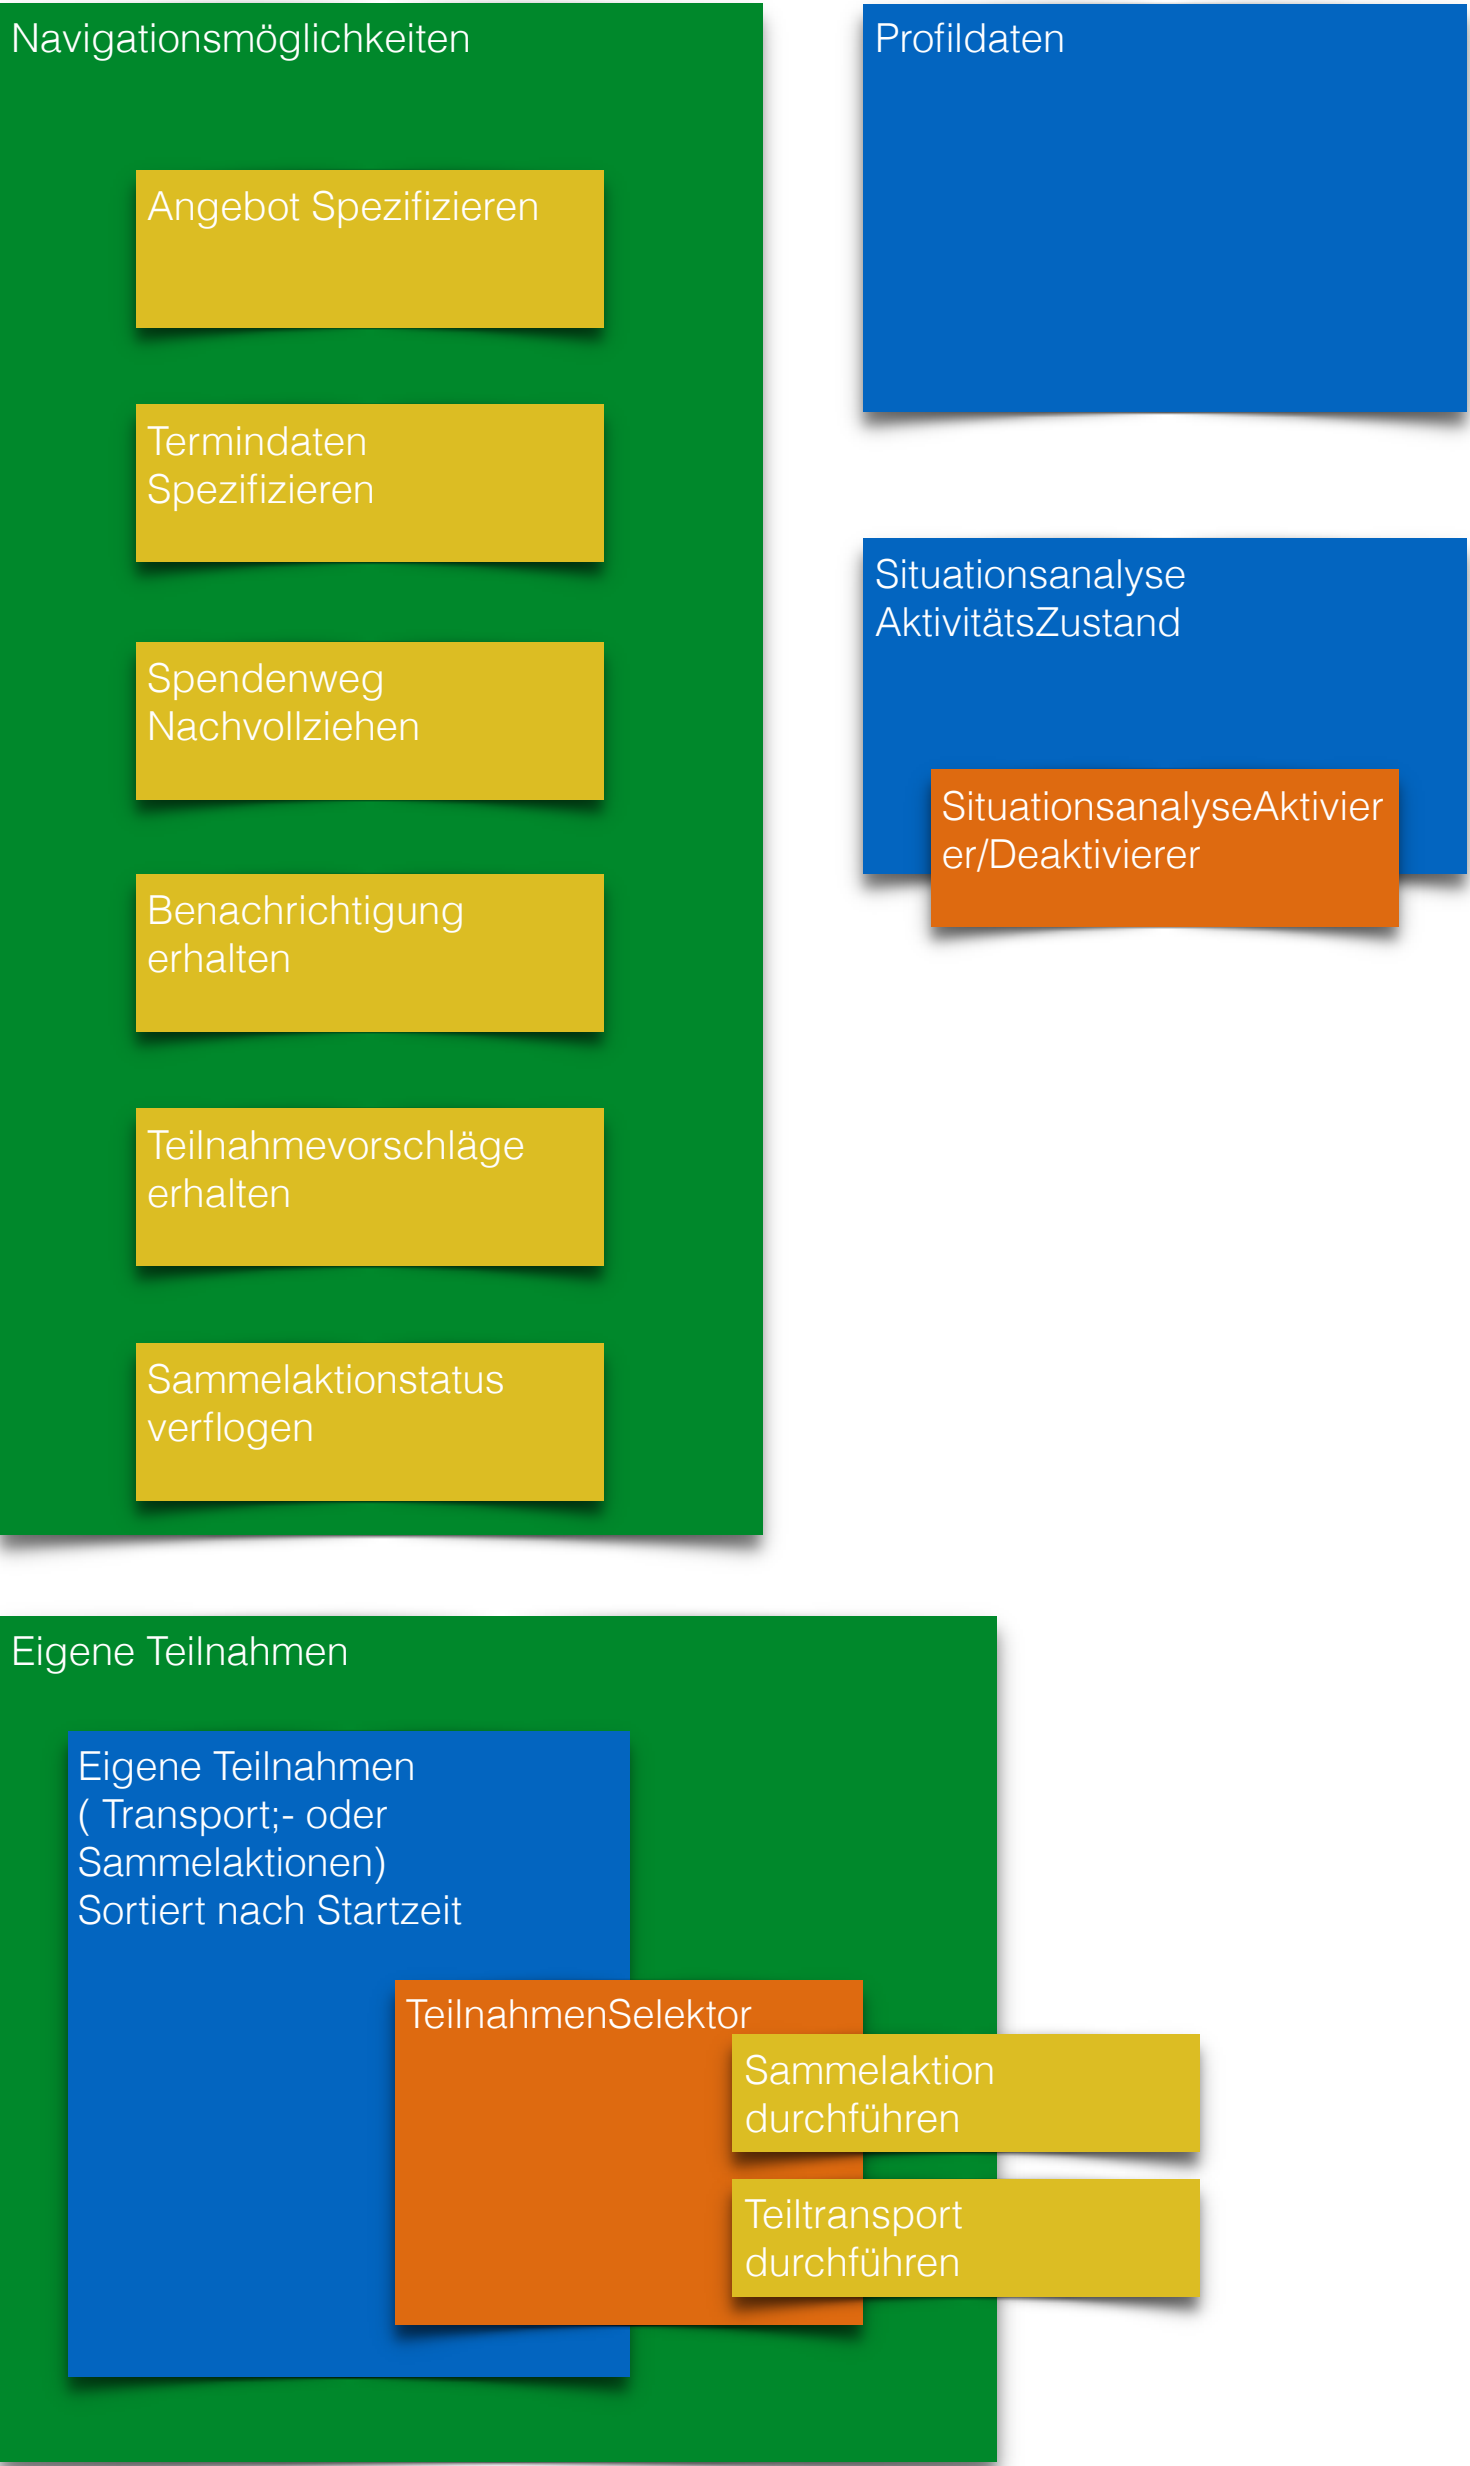 Navigationsmöglichkeiten
Angebot Spezifizieren
Termindaten
Spezifizieren
Spendenweg
Nachvollziehen
Benachrichtigung
erhalten
Teilnahmevorschläge
erhalten
Sammelaktionstatus
verflogen
Profildaten
Situationsanalyse
AktivitätsZustand
SituationsanalyseAktivier
er/Deaktivierer
Eigene Teilnahmen
Eigene Teilnahmen
( Transport;- oder
Sammelaktionen)
Sortiert nach Startzeit
TeilnahmenSelektor
Sammelaktion
durchführen
Teiltransport
durchführen